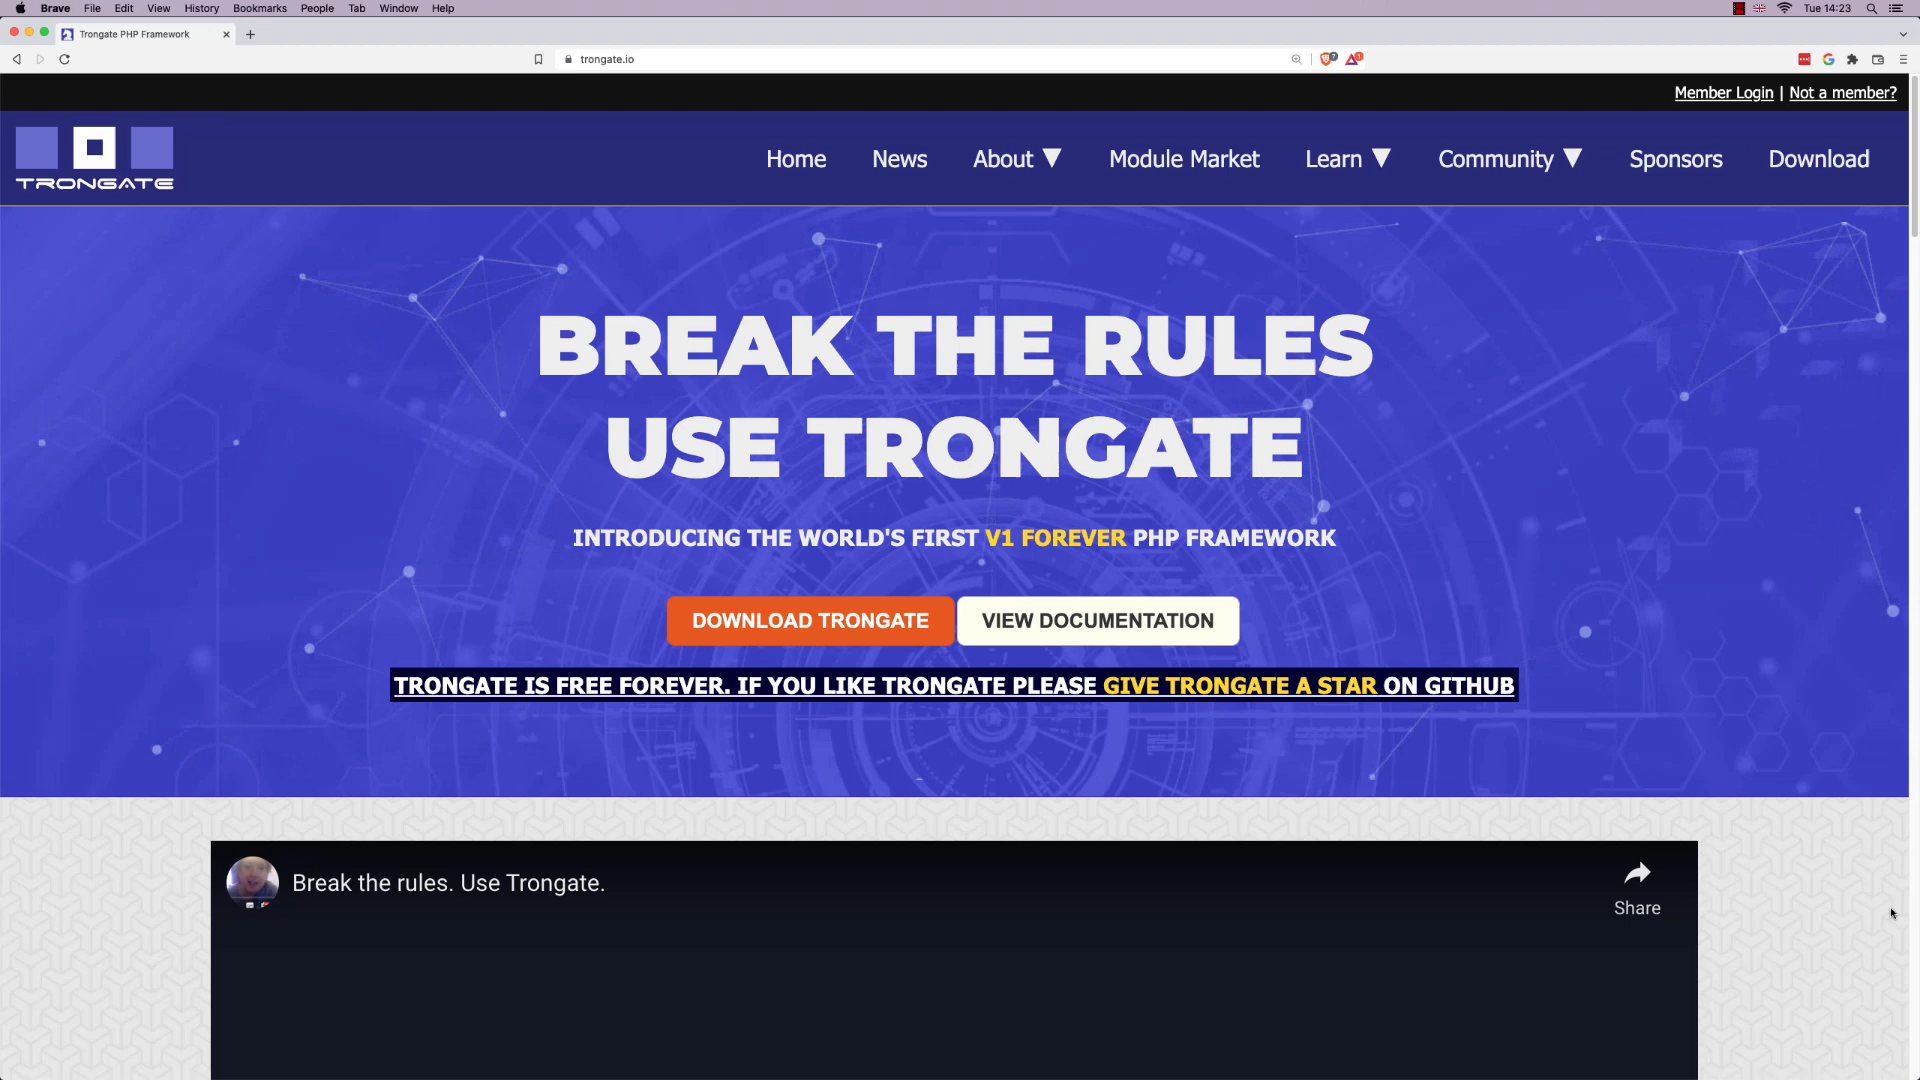 Brave File Edit View History Bookmarks People Tab Window Help Tue 14:23
Trongate PHP Framework
trongate.io
Member Login | Not a member?
TRONGATE
Home News About ▼ Module Market Learn ▼ Community ▼ Sponsors Download
BREAK THE RULES
USE TRONGATE
INTRODUCING THE WORLD'S FIRST V1 FOREVER PHP FRAMEWORK
DOWNLOAD TRONGATE VIEW DOCUMENTATION
TRONGATE IS FREE FOREVER. IF YOU LIKE TRONGATE PLEASE GIVE TRONGATE A STAR ON GITHUB
Break the rules. Use Trongate.
Share